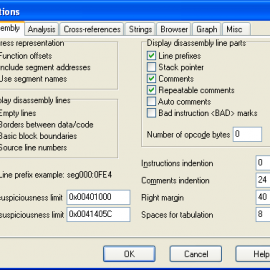 tions
embly Analysis Cross-references Strings Browser Graph Misc
ress representation
Function offsets
nclude segment addresses
Use segment names
play disassembly lines
Empty lines
Borders between data/code
Basic block boundaries
Source line numbers
Line prefix example: seg000:0FE4
suspiciousness limit 0x00401000
suspiciousness limit 0x0041405C
Display disassembly line parts
Line prefixes
Stack pointer
Comments
Repeatable comments
Auto comments
Bad instruction <BAD> marks
Number of opcode bytes 0
Instructions indention 0
Comments indention 24
Right margin 40
Spaces for tabulation 8
OK Cancel Help